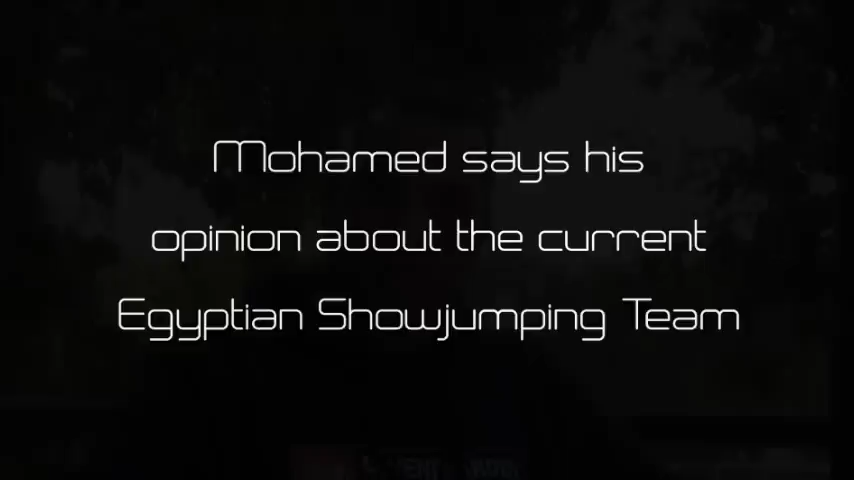 Mohamed says his
opinion about the current
Egyptian Showjumping Team